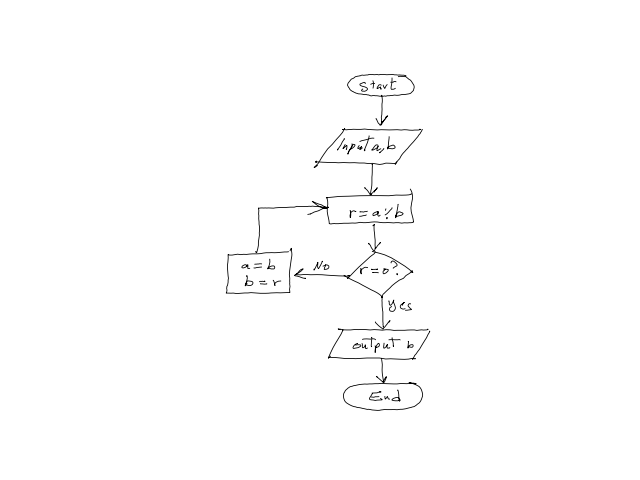 Start
Input a,b
r = a % b
r = 0?
No
a = b
b = r
Yes
output b
End